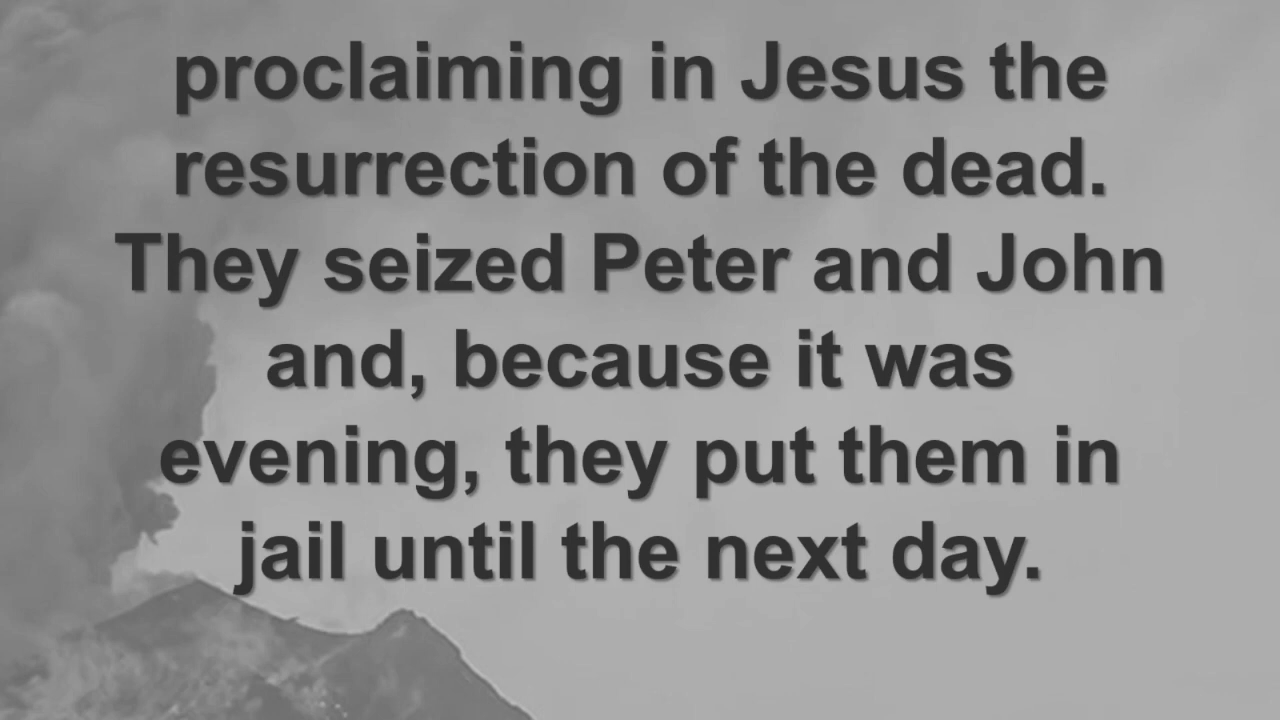 proclaiming in Jesus the
resurrection of the dead.
They seized Peter and John
and, because it was
evening, they put them in
jail until the next day.